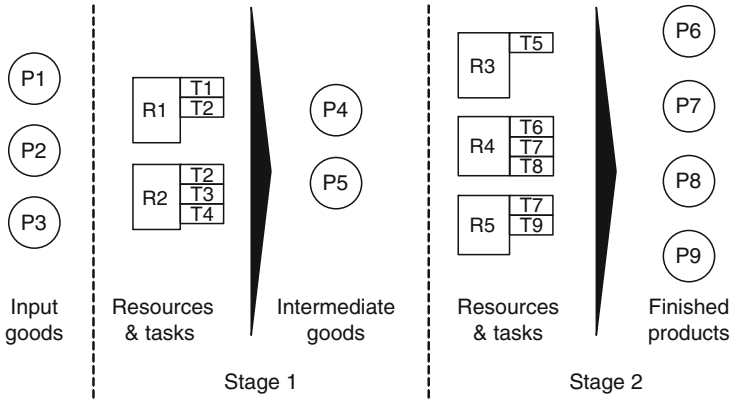 P1
P2
P3
Input
goods
R1
T1
T2
R2
T2
T3
T4
Resources
& tasks
P4
P5
Intermediate
goods
Stage 1
R3
T5
R4
T6
T7
T8
R5
T7
T9
Resources
& tasks
P6
P7
P8
P9
Finished
products
Stage 2